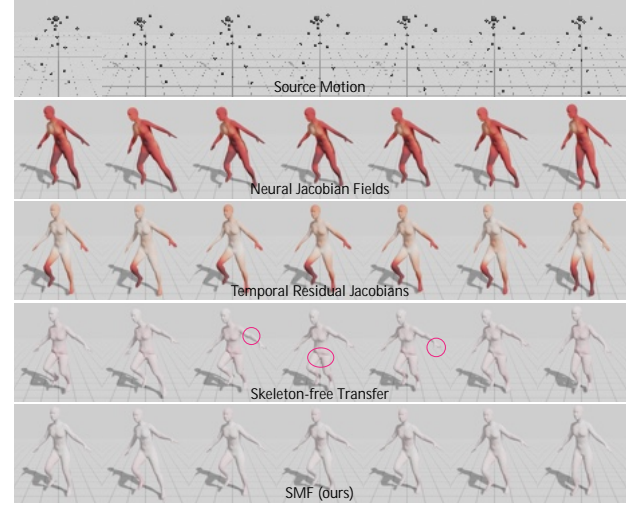 Source Motion
Neural Jacobian Fields
Temporal Residual Jacobians
Skeleton-free Transfer
SMF (ours)